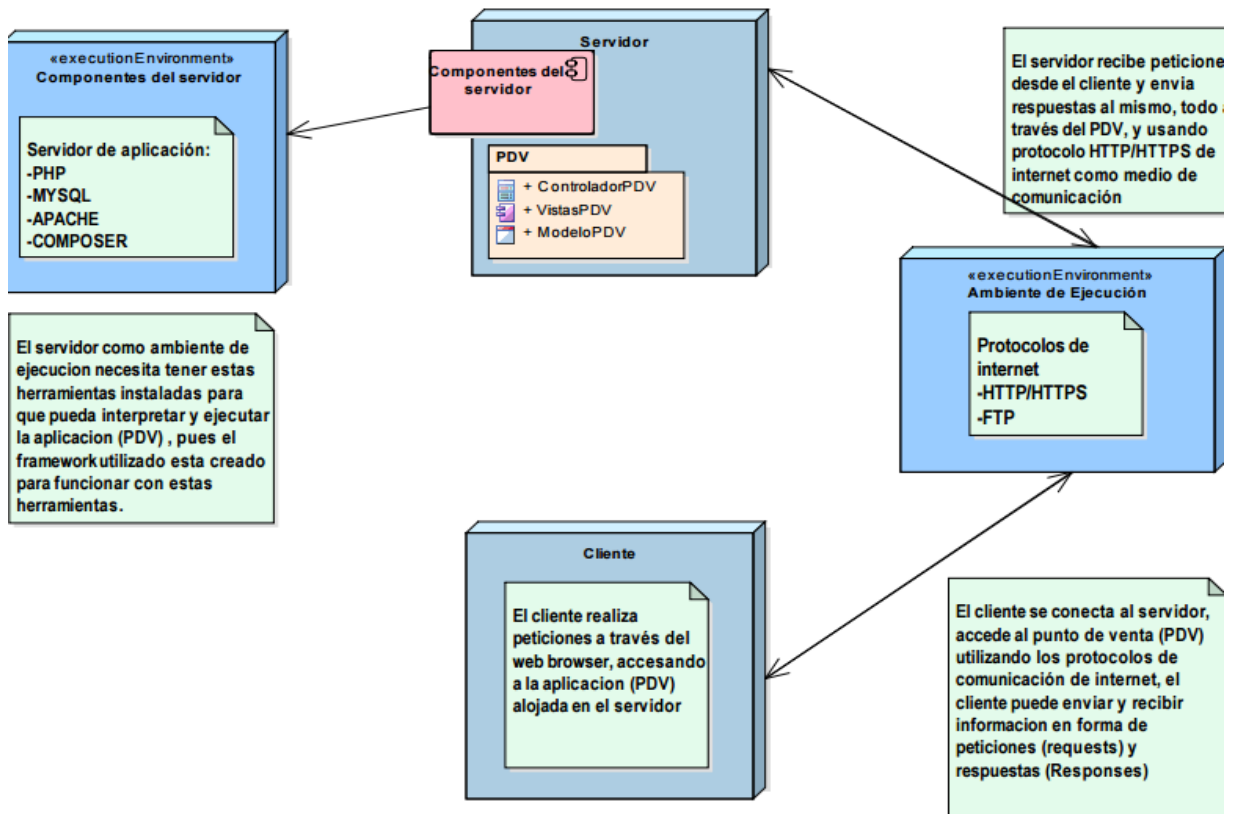 «executionEnvironment»
Componentes del servidor
Servidor de aplicación:
-PHP
-MYSQL
-APACHE
-COMPOSER
El servidor como ambiente de
ejecucion necesita tener estas
herramientas instaladas para
que pueda interpretar y ejecutar
la aplicacion (PDV) , pues el
framework utilizado esta creado
para funcionar con estas
herramientas.
Servidor
Componentes del
servidor
PDV
+ ControladorPDV
+ VistasPDV
+ ModeloPDV
El servidor recibe peticione
desde el cliente y envia
respuestas al mismo, todo a
través del PDV, y usando
protocolo HTTP/HTTPS de
internet como medio de
comunicación
«executionEnvironment»
Ambiente de Ejecución
Protocolos de
internet
-HTTP/HTTPS
-FTP
Cliente
El cliente realiza
peticiones a través del
web browser, accesando
a la aplicacion (PDV)
alojada en el servidor
El cliente se conecta al servidor,
accede al punto de venta (PDV)
utilizando los protocolos de
comunicación de internet, el
cliente puede enviar y recibir
informacion en forma de
peticiones (requests) y
respuestas (Responses)